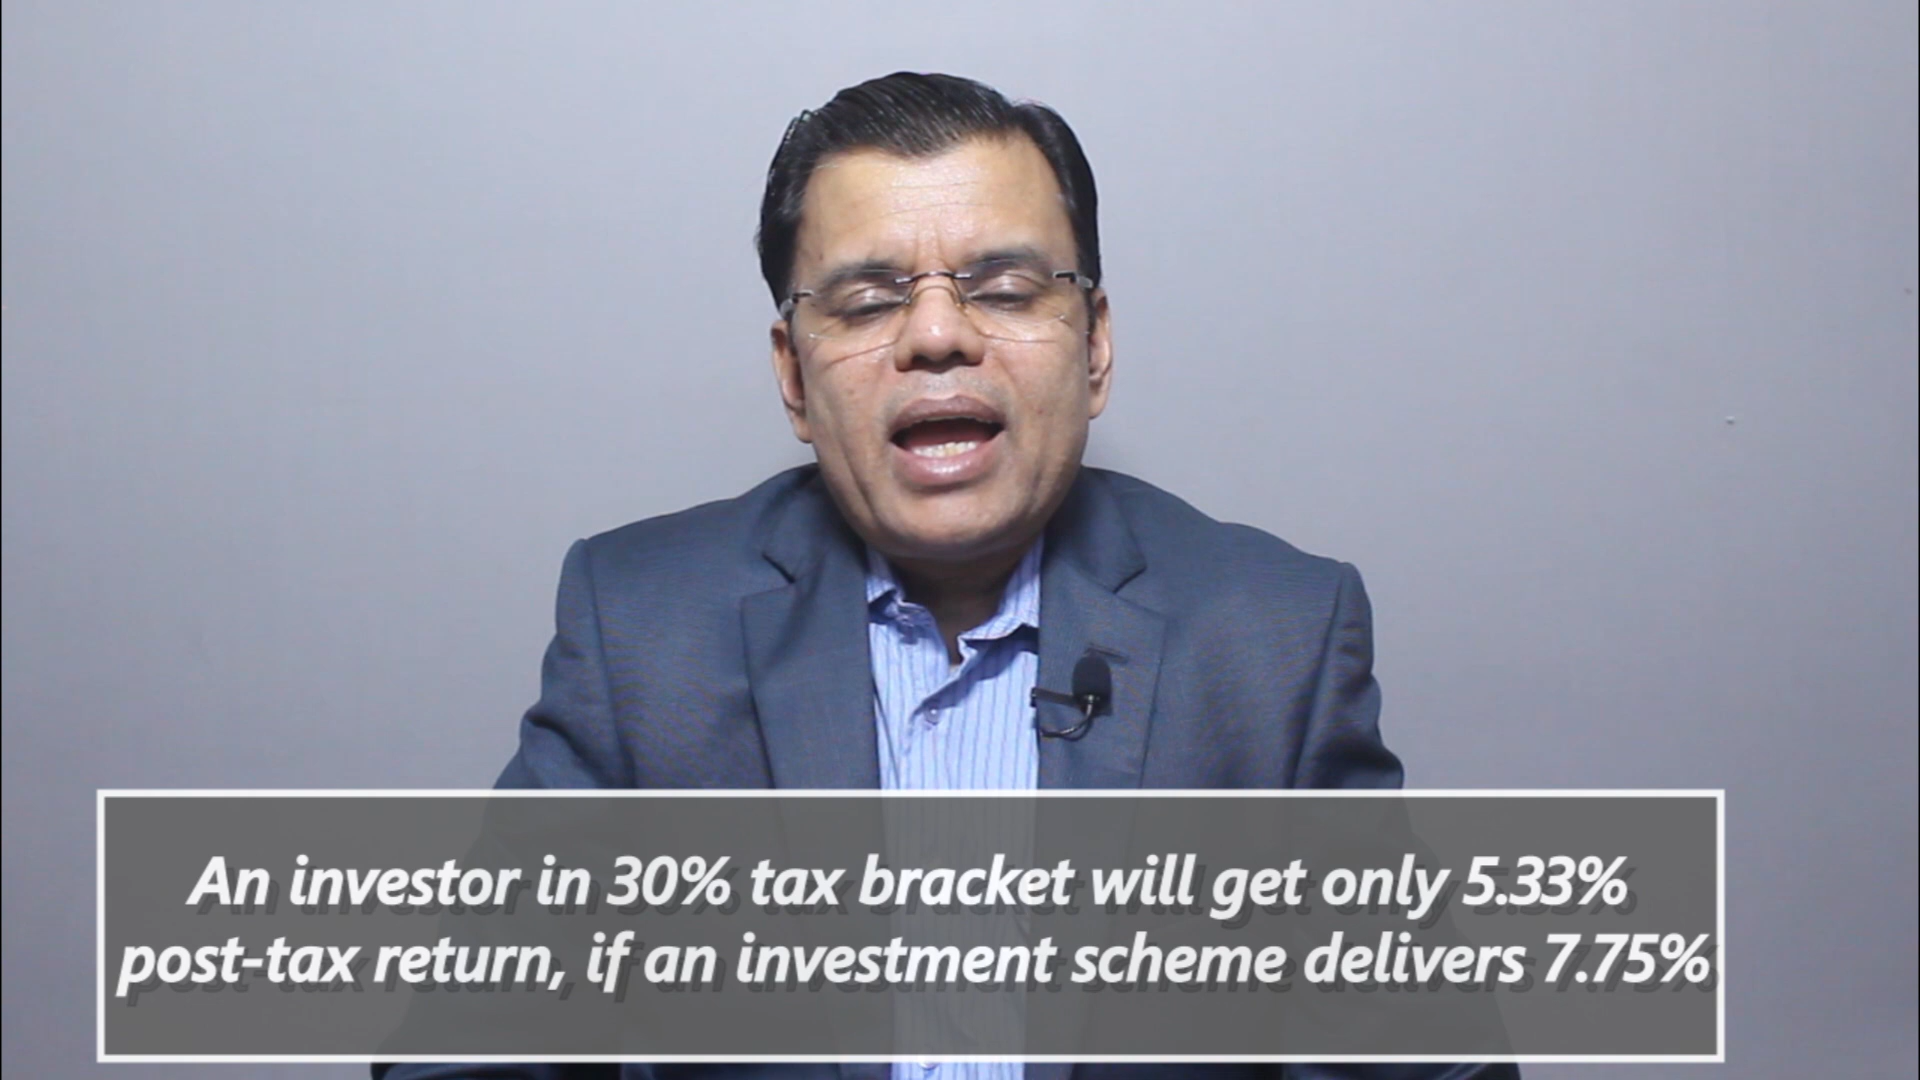 An investor in 30% tax bracket will get only 5.33%
post-tax return, if an investment scheme delivers 7.75%